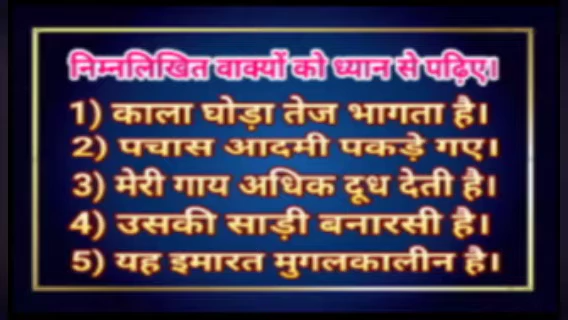 निम्नलिखित वाक्यों को ध्यान से पढ़िए।
1) काला घोड़ा तेज भागता है।
2) पचास आदमी पकड़े गए।
3) मेरी गाय अधिक दूध देती है।
4) उसकी साड़ी बनारसी है।
5) यह इमारत मुगलकालीन है।